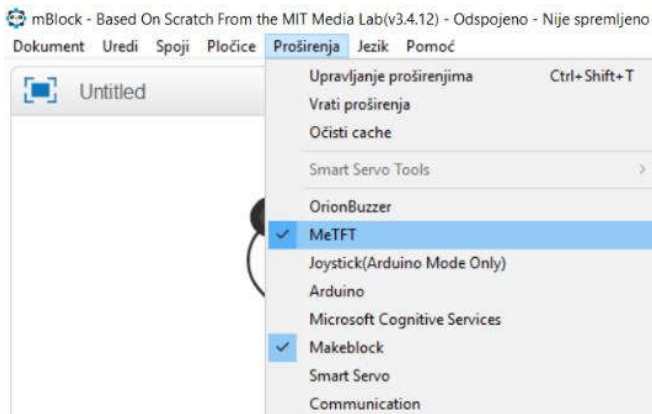 mBlock - Based On Scratch From the MIT Media Lab(v3.4.12) - Odspojeno - Nije spremljeno
Dokument Uredi Spoji Pločice Proširenja Jezik Pomoć
Untitled
Upravljanje proširenjima Ctrl+Shift+T
Vrati proširenja
Očisti cache
Smart Servo Tools
OrionBuzzer
MeTFT
Joystick(Arduino Mode Only)
Arduino
Microsoft Cognitive Services
Makeblock
Smart Servo
Communication